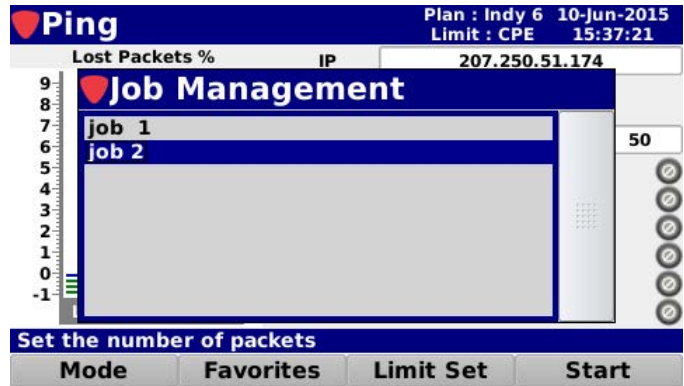 Ping
Plan : Indy 6 10-Jun-2015
Limit : CPE 15:37:21
Lost Packets %
IP
207.250.51.174
Job Management
job 1
job 2
50
9
8
7
6
5
4
3
2
1
0
-1
Set the number of packets
Mode Favorites Limit Set Start